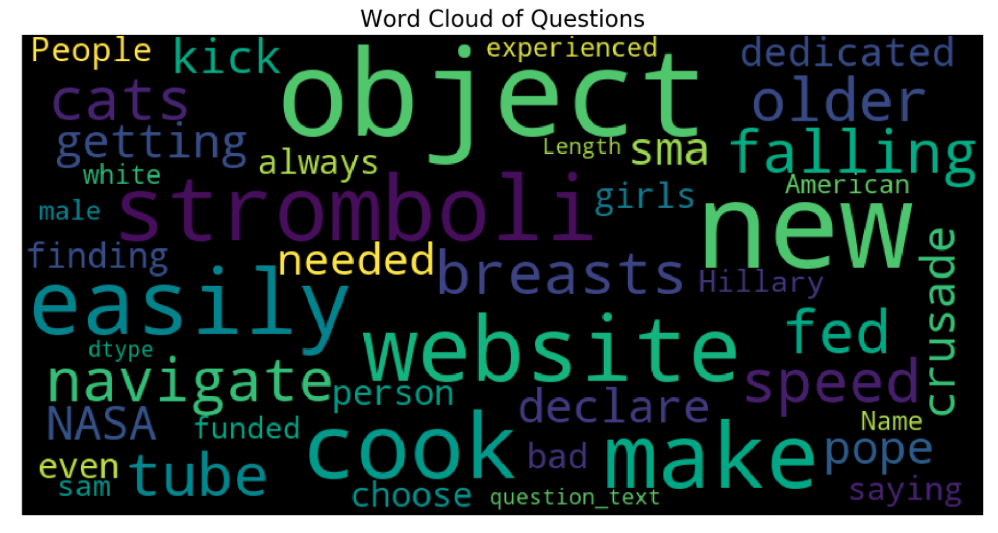 Word Cloud of Questions
People kick object experienced dedicated
cats older
getting always Length sma falling
white stromboli girls American
male new
finding needed breasts Hillary crusade
easily website fed
dtype
navigate person declare speed
NASA funded cook make Name
even tube bad pope
sam choose question_text saying